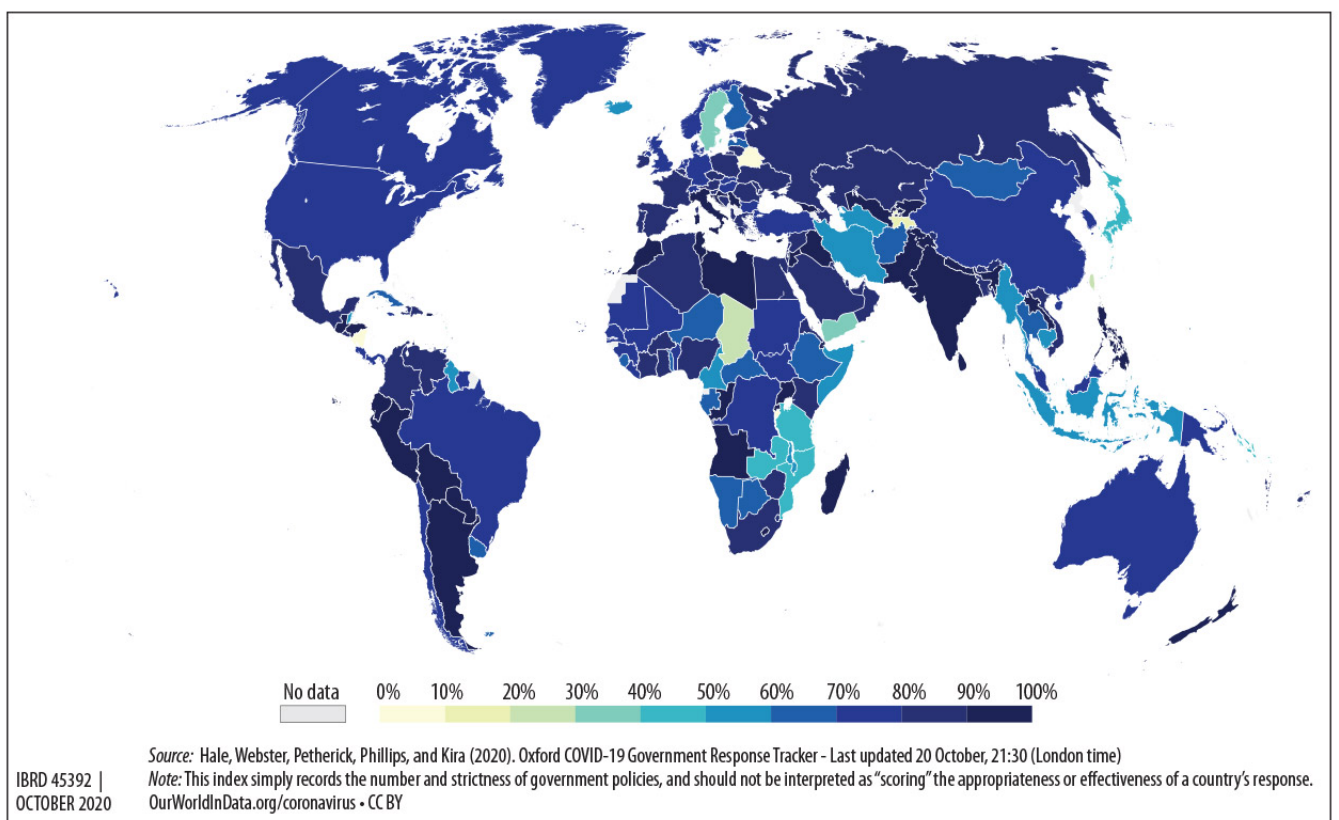 No data 0% 10% 20% 30% 40% 50% 60% 70% 80% 90% 100%
Source: Hale, Webster, Petherick, Phillips, and Kira (2020). Oxford COVID-19 Government Response Tracker - Last updated 20 October, 21:30 (London time)
Note: This index simply records the number and strictness of government policies, and should not be interpreted as “scoring” the appropriateness or effectiveness of a country’s response.
OurWorldInData.org/coronavirus • CC BY
IBRD 45392 |
OCTOBER 2020